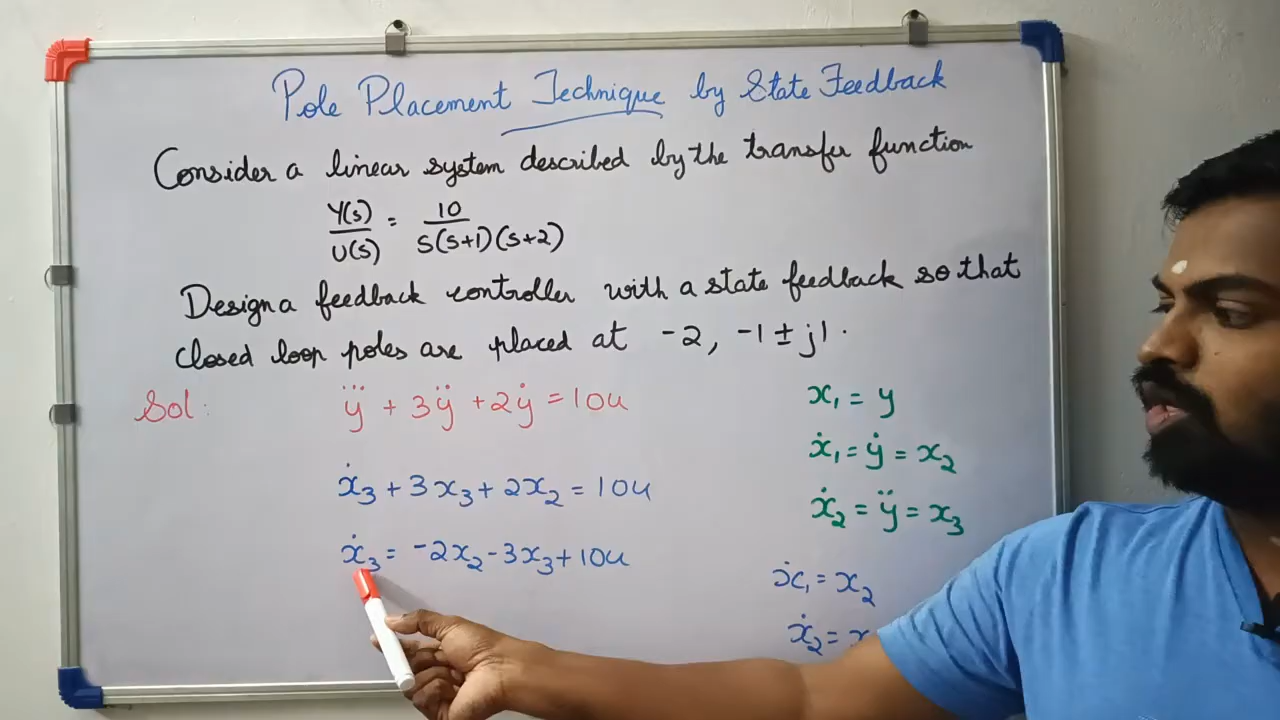 Pole Placement Technique by State Feedback
Consider a linear system described by the transfer function
Y(s)/U(s) = 10/S(S+1)(S+2)
Design a feedback controller with a state feedback so that
closed loop poles are placed at -2, -1 ± j1.
Sol:
y⃛ + 3ÿ + 2ẏ = 10u
ẋ₃ + 3x₃ + 2x₂ = 10u
ẋ₃ = -2x₂ - 3x₃ + 10u
x₁ = y
ẋ₁ = ẏ = x₂
ẋ₂ = ÿ = x₃
ẋ₁ = x₂
ẋ₂ = x